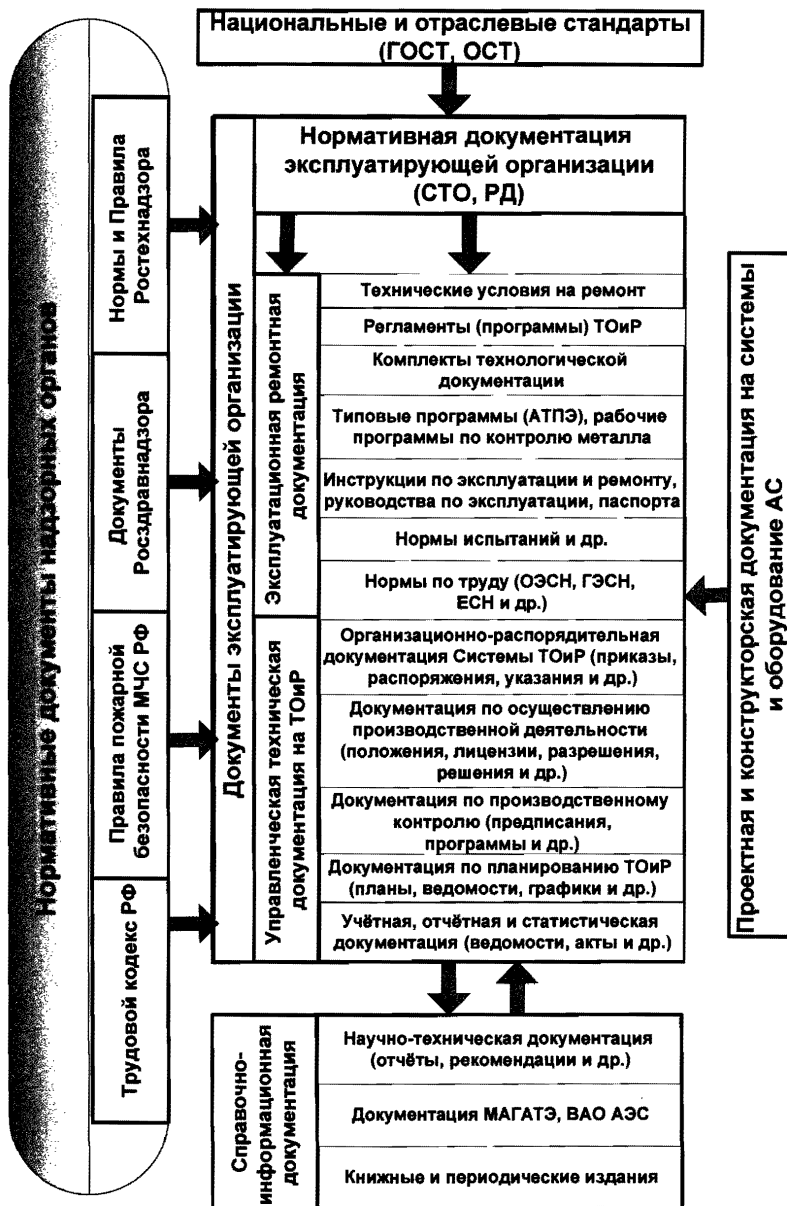 Национальные и отраслевые стандарты
(ГОСТ, ОСТ)
Нормативные документы надзорных органов
Нормы и Правила
Ростехнадзора
Документы
Росздравнадзора
Правила пожарной
безопасности МЧС РФ
Трудовой кодекс РФ
Документы эксплуатирующей организации
Нормативная документация
эксплуатирующей организации
(СТО, РД)
Эксплуатационная ремонтная
документация
Технические условия на ремонт
Регламенты (программы) ТОиР
Комплекты технологической
документации
Типовые программы (АТПЭ), рабочие
программы по контролю металла
Инструкции по эксплуатации и ремонту,
руководства по эксплуатации, паспорта
Нормы испытаний и др.
Нормы по труду (ОЭСН, ГЭСН,
ЕСН и др.)
Управленческая техническая
документация на ТОиР
Организационно-распорядительная
документация Системы ТОиР (приказы,
распоряжения, указания и др.)
Документация по осуществлению
производственной деятельности
(положения, лицензии, разрешения,
решения и др.)
Документация по производственному
контролю (предписания,
программы и др.)
Документация по планированию ТОиР
(планы, ведомости, графики и др.)
Учётная, отчётная и статистическая
документация (ведомости, акты и др.)
Проектная и конструкторская документация на системы
и оборудование АС
Справочно-
информационная
документация
Научно-техническая документация
(отчёты, рекомендации и др.)
Документация МАГАТЭ, ВАО АЭС
Книжные и периодические издания